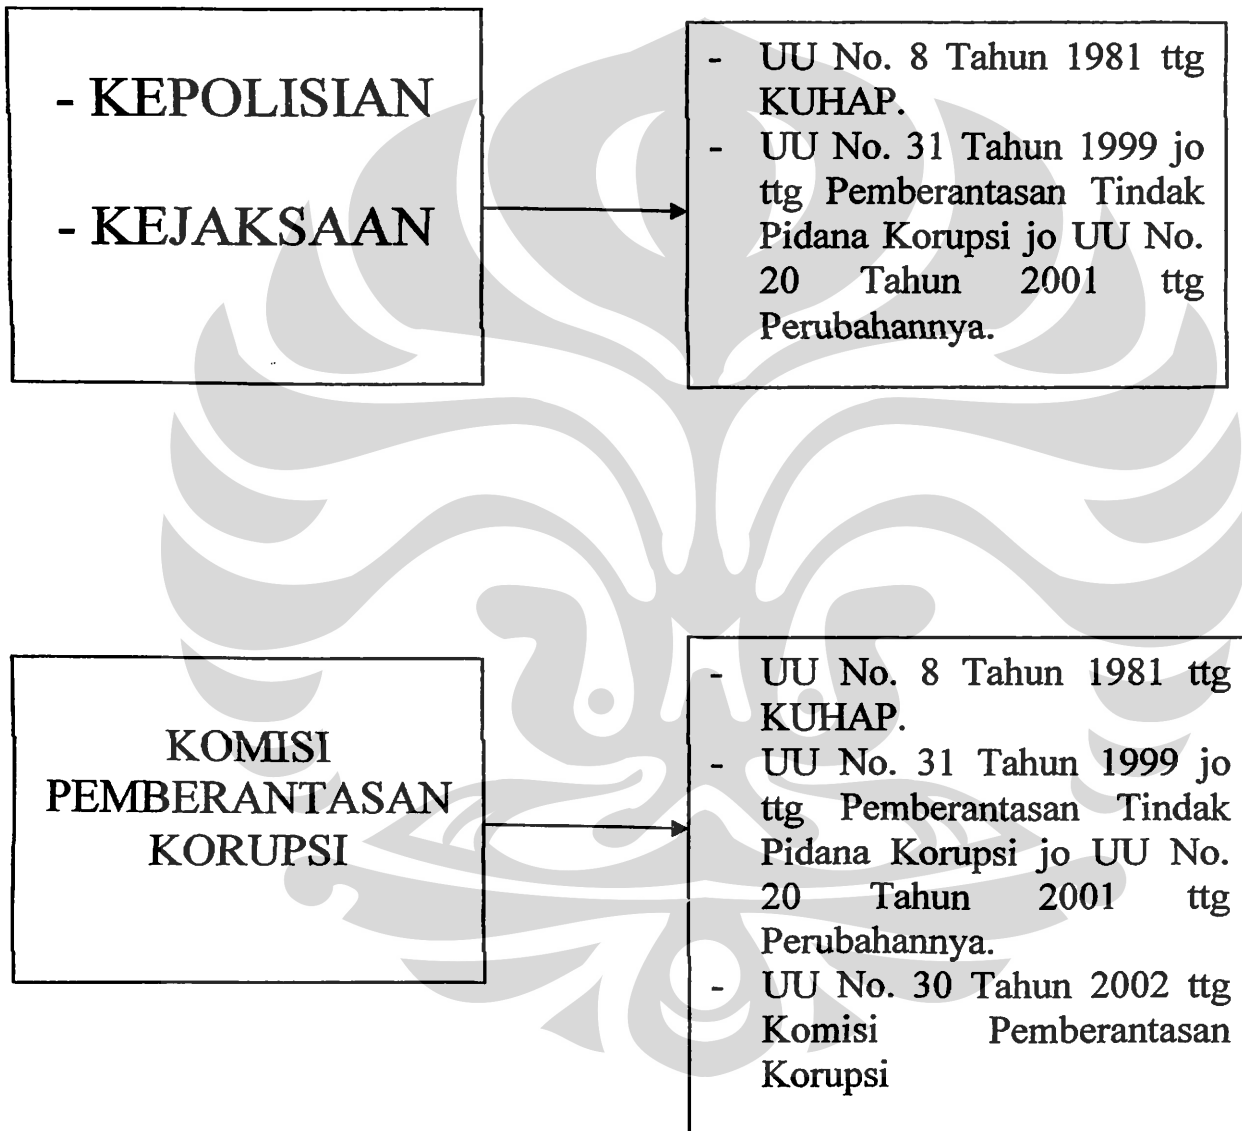 - KEPOLISIAN
- KEJAKSAAN
- UU No. 8 Tahun 1981 ttg
KUHAP.
- UU No. 31 Tahun 1999 jo
ttg Pemberantasan Tindak
Pidana Korupsi jo UU No.
20 Tahun 2001 ttg
Perubahannya.
KOMISI
PEMBERANTASAN
KORUPSI
- UU No. 8 Tahun 1981 ttg
KUHAP.
- UU No. 31 Tahun 1999 jo
ttg Pemberantasan Tindak
Pidana Korupsi jo UU No.
20 Tahun 2001 ttg
Perubahannya.
- UU No. 30 Tahun 2002 ttg
Komisi Pemberantasan
Korupsi